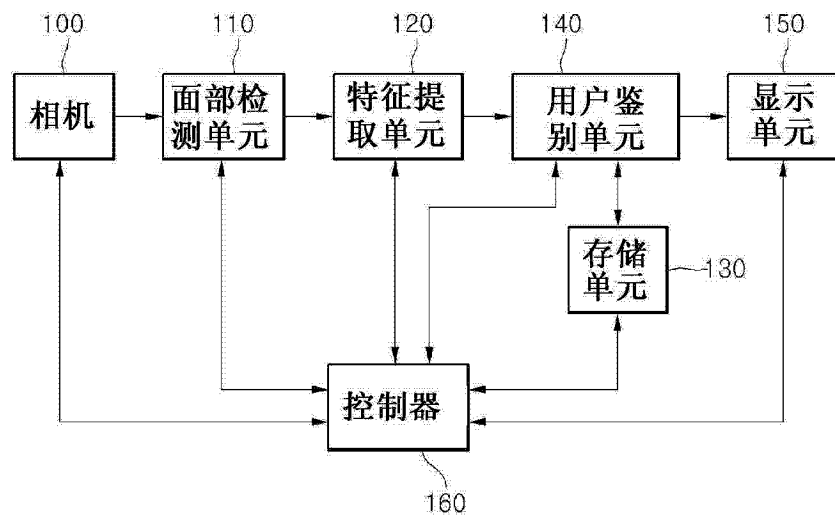 100
110
120
140
150
相机
面部检
测单元
特征提
取单元
用户鉴
别单元
显示
单元
存储
单元
130
控制器
160